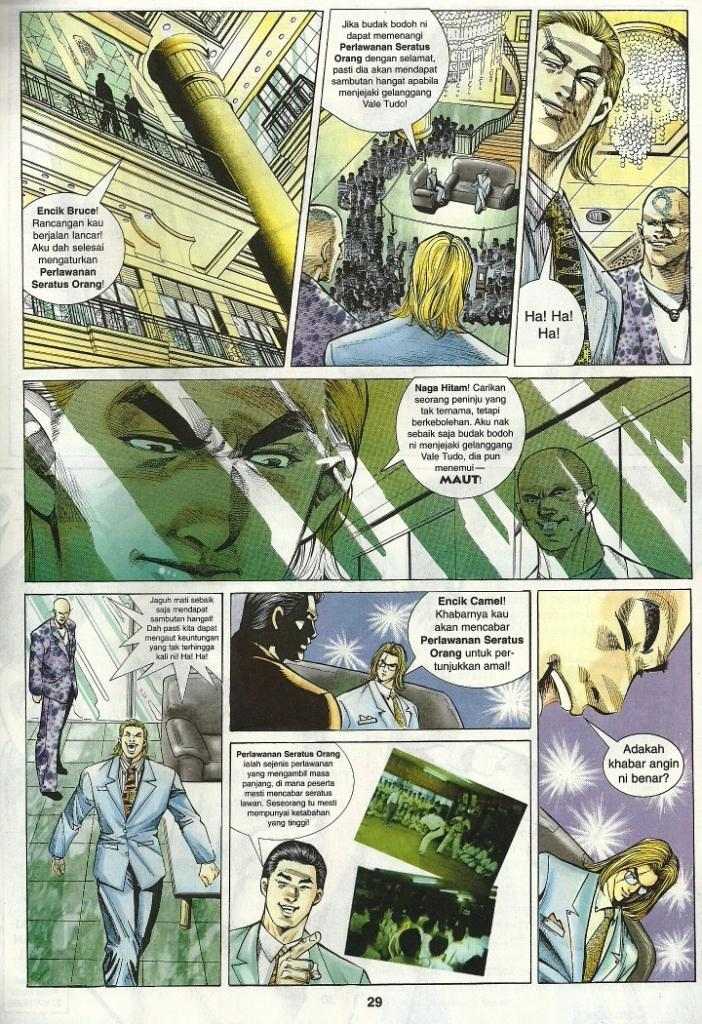 Encik Bruce!
Rancangan kau
berjalan lancar!
Aku dah selesai
mengaturkan
Perlawanan
Seratus Orang!
Jika budak bodoh ni
dapat memenangi
Perlawanan Seratus
Orang dengan selamat,
pasti dia akan mendapat
sambutan hangat apabila
menjejaki gelanggang
Vale Tudo!
Ha! Ha!
Ha!
Naga Hitam! Carikan
seorang peninju yang
tak ternama, tetapi
berkebolehan. Aku nak
sebaik saja budak bodoh
ni menjejaki gelanggang
Vale Tudo, dia pun
menemui—
MAUT!
Jaguh mati sebaik
saja mendapat
sambutan hangat!
Dah pasti kita dapat
mengaut keuntungan
yang tak terhingga
kali ni! Ha! Ha!
Encik Camel!
Khabarnya kau
akan mencabar
Perlawanan Seratus
Orang untuk per-
tunjukkan amal!
Perlawanan Seratus Orang
ialah sejenis perlawanan
yang mengambil masa
panjang, di mana peserta
mesti mencabar seratus
lawan. Seseorang tu mesti
mempunyai ketabahan
yang tinggi!
Adakah
khabar angin
ni benar?
29